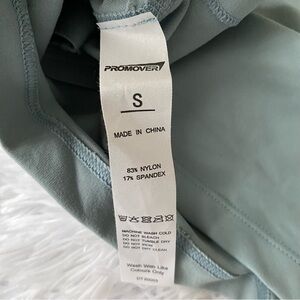 PROMOVER
S
MADE IN CHINA
83% NYLON
17% SPANDEX
MACHINE WASH COLD
DO NOT BLEACH
DO NOT TUMBLE DRY
DO NOT IRON
DO NOT DRY CLEAN
Wash With Like
Colours Only